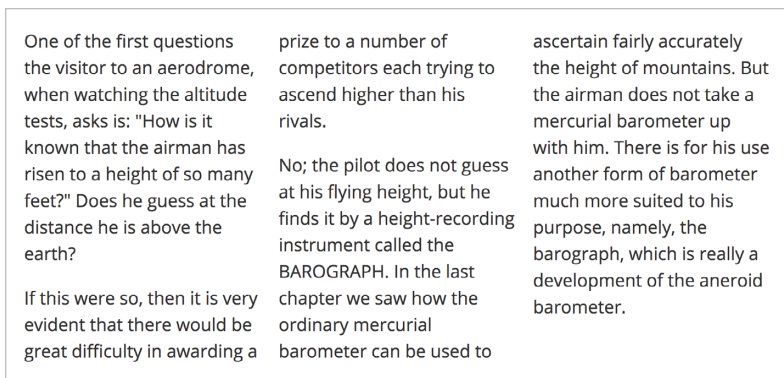 One of the first questions
the visitor to an aerodrome,
when watching the altitude
tests, asks is: "How is it
known that the airman has
risen to a height of so many
feet?" Does he guess at the
distance he is above the
earth?
If this were so, then it is very
evident that there would be
great difficulty in awarding a
prize to a number of
competitors each trying to
ascend higher than his
rivals.
No; the pilot does not guess
at his flying height, but he
finds it by a height-recording
instrument called the
BAROGRAPH. In the last
chapter we saw how the
ordinary mercurial
barometer can be used to
ascertain fairly accurately
the height of mountains. But
the airman does not take a
mercurial barometer up
with him. There is for his use
another form of barometer
much more suited to his
purpose, namely, the
barograph, which is really a
development of the aneroid
barometer.